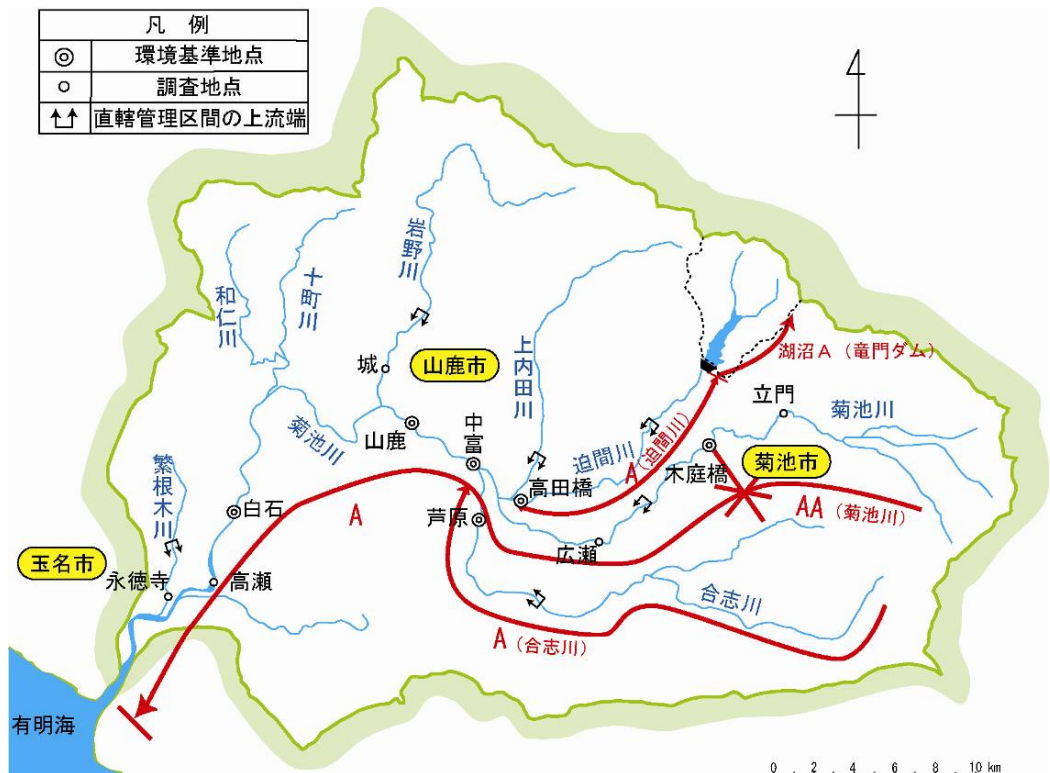 凡 例
環境基準地点
調査地点
直轄管理区間の上流端
岩野川
十町川
和仁川
上内田川
湖沼A（竜門ダム）
城
山鹿市
立門
菊池川
山鹿
菊池川
中富
迫間川
A（迫間川）
木庭橋
菊池市
繁根木川
高田橋
白石
A
芦原
AA（菊池川）
広瀬
玉名市
永徳寺
高瀬
合志川
A（合志川）
有明海
0 2 4 6 8 10 km